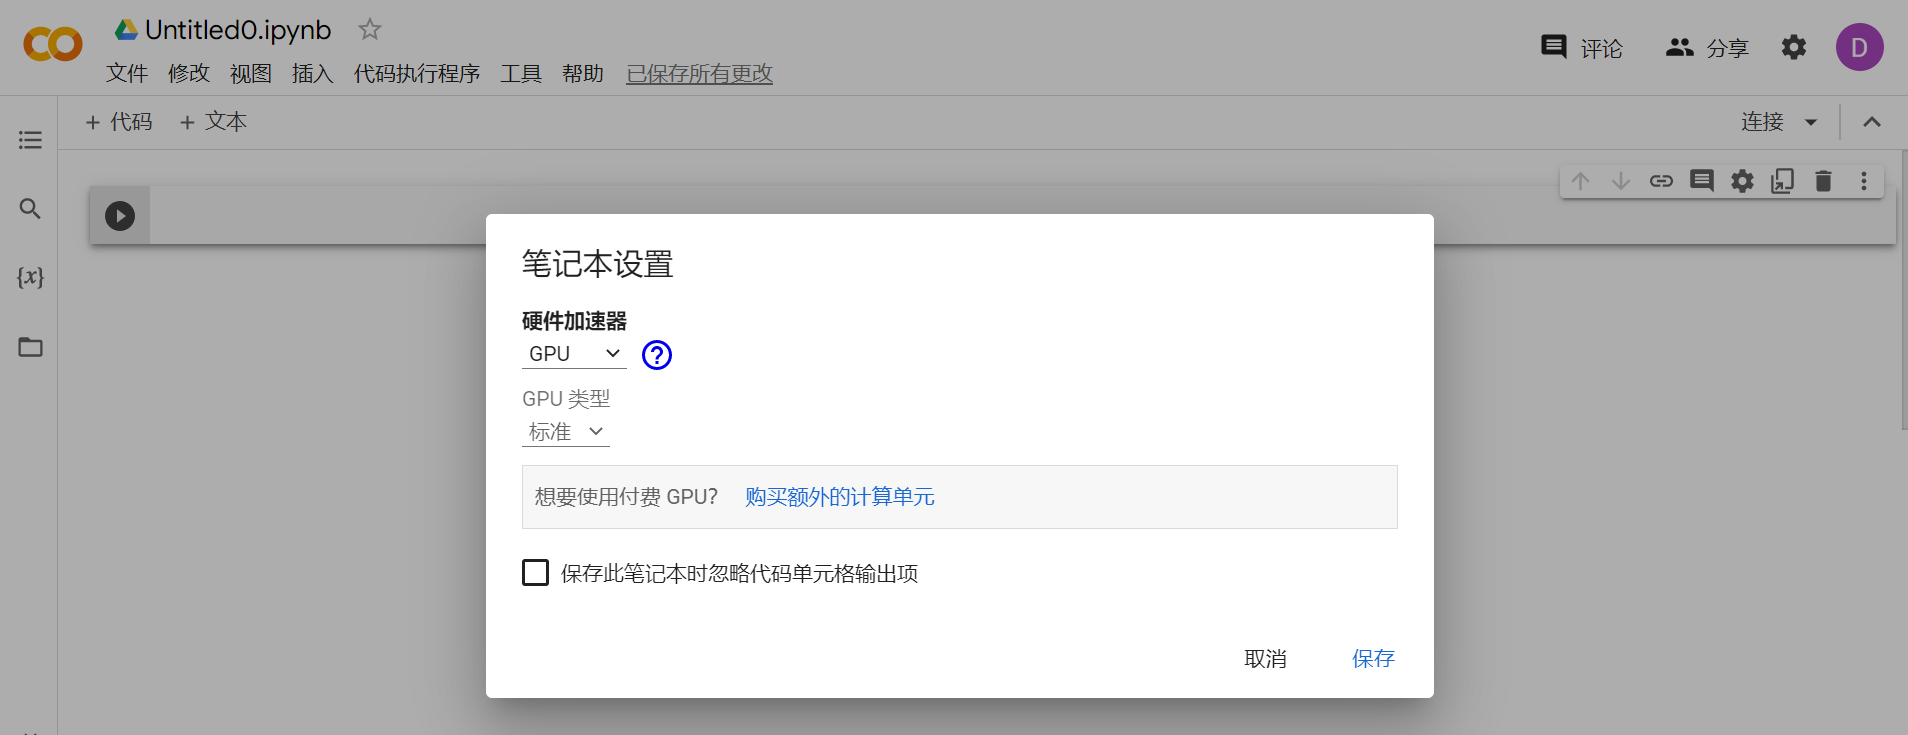 Untitled0.ipynb
文件 修改 视图 插入 代码执行程序 工具 帮助 已保存所有更改
评论 分享 D
+ 代码 + 文本
连接
{x}
笔记本设置
硬件加速器
GPU
GPU 类型
标准
想要使用付费 GPU? 购买额外的计算单元
保存此笔记本时忽略代码单元格输出项
取消 保存